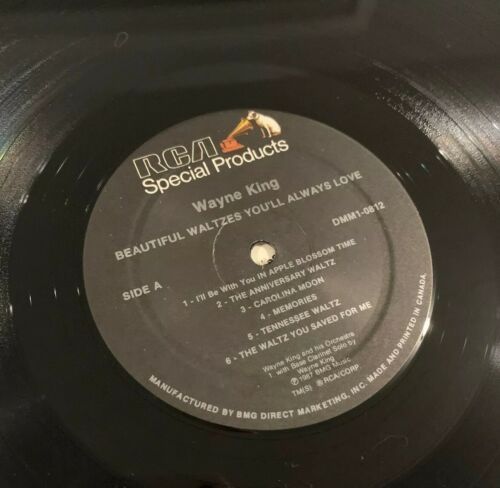 RCA
Special Products
Wayne King
BEAUTIFUL WALTZES YOU'LL ALWAYS LOVE
DMM1-0812
SIDE A
1 - I'll Be With You IN APPLE BLOSSOM TIME
2 - THE ANNIVERSARY WALTZ
3 - CAROLINA MOON
4 - MEMORIES
5 - TENNESSEE WALTZ
6 - THE WALTZ YOU SAVED FOR ME
Wayne King and his Orchestra
1 with Base Clarinet Solo by
Wayne King
℗1987 BMG Music
TM(S) ®RCA/CORP.
MANUFACTURED BY BMG DIRECT MARKETING, INC. MADE AND PRINTED IN CANADA.